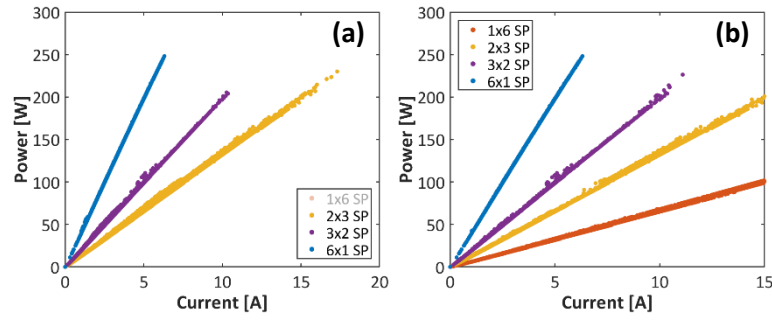 (a)
300
250
200
150
100
50
0
Power [W]
0 5 10 15 20
Current [A]
1x6 SP
2x3 SP
3x2 SP
6x1 SP
(b)
1x6 SP
2x3 SP
3x2 SP
6x1 SP
300
250
200
150
100
50
0
Power [W]
0 5 10 15
Current [A]